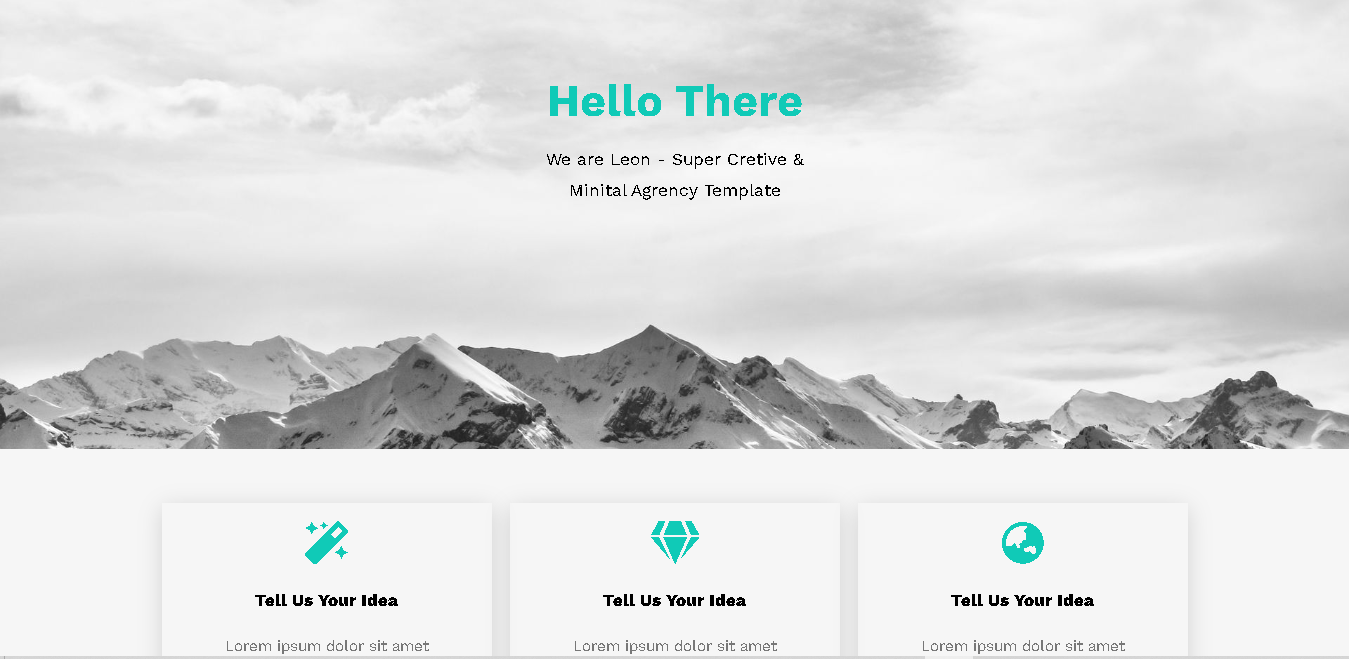 Hello There
We are Leon - Super Cretive &
Minital Agrency Template
Tell Us Your Idea
Lorem ipsum dolor sit amet
Tell Us Your Idea
Lorem ipsum dolor sit amet
Tell Us Your Idea
Lorem ipsum dolor sit amet